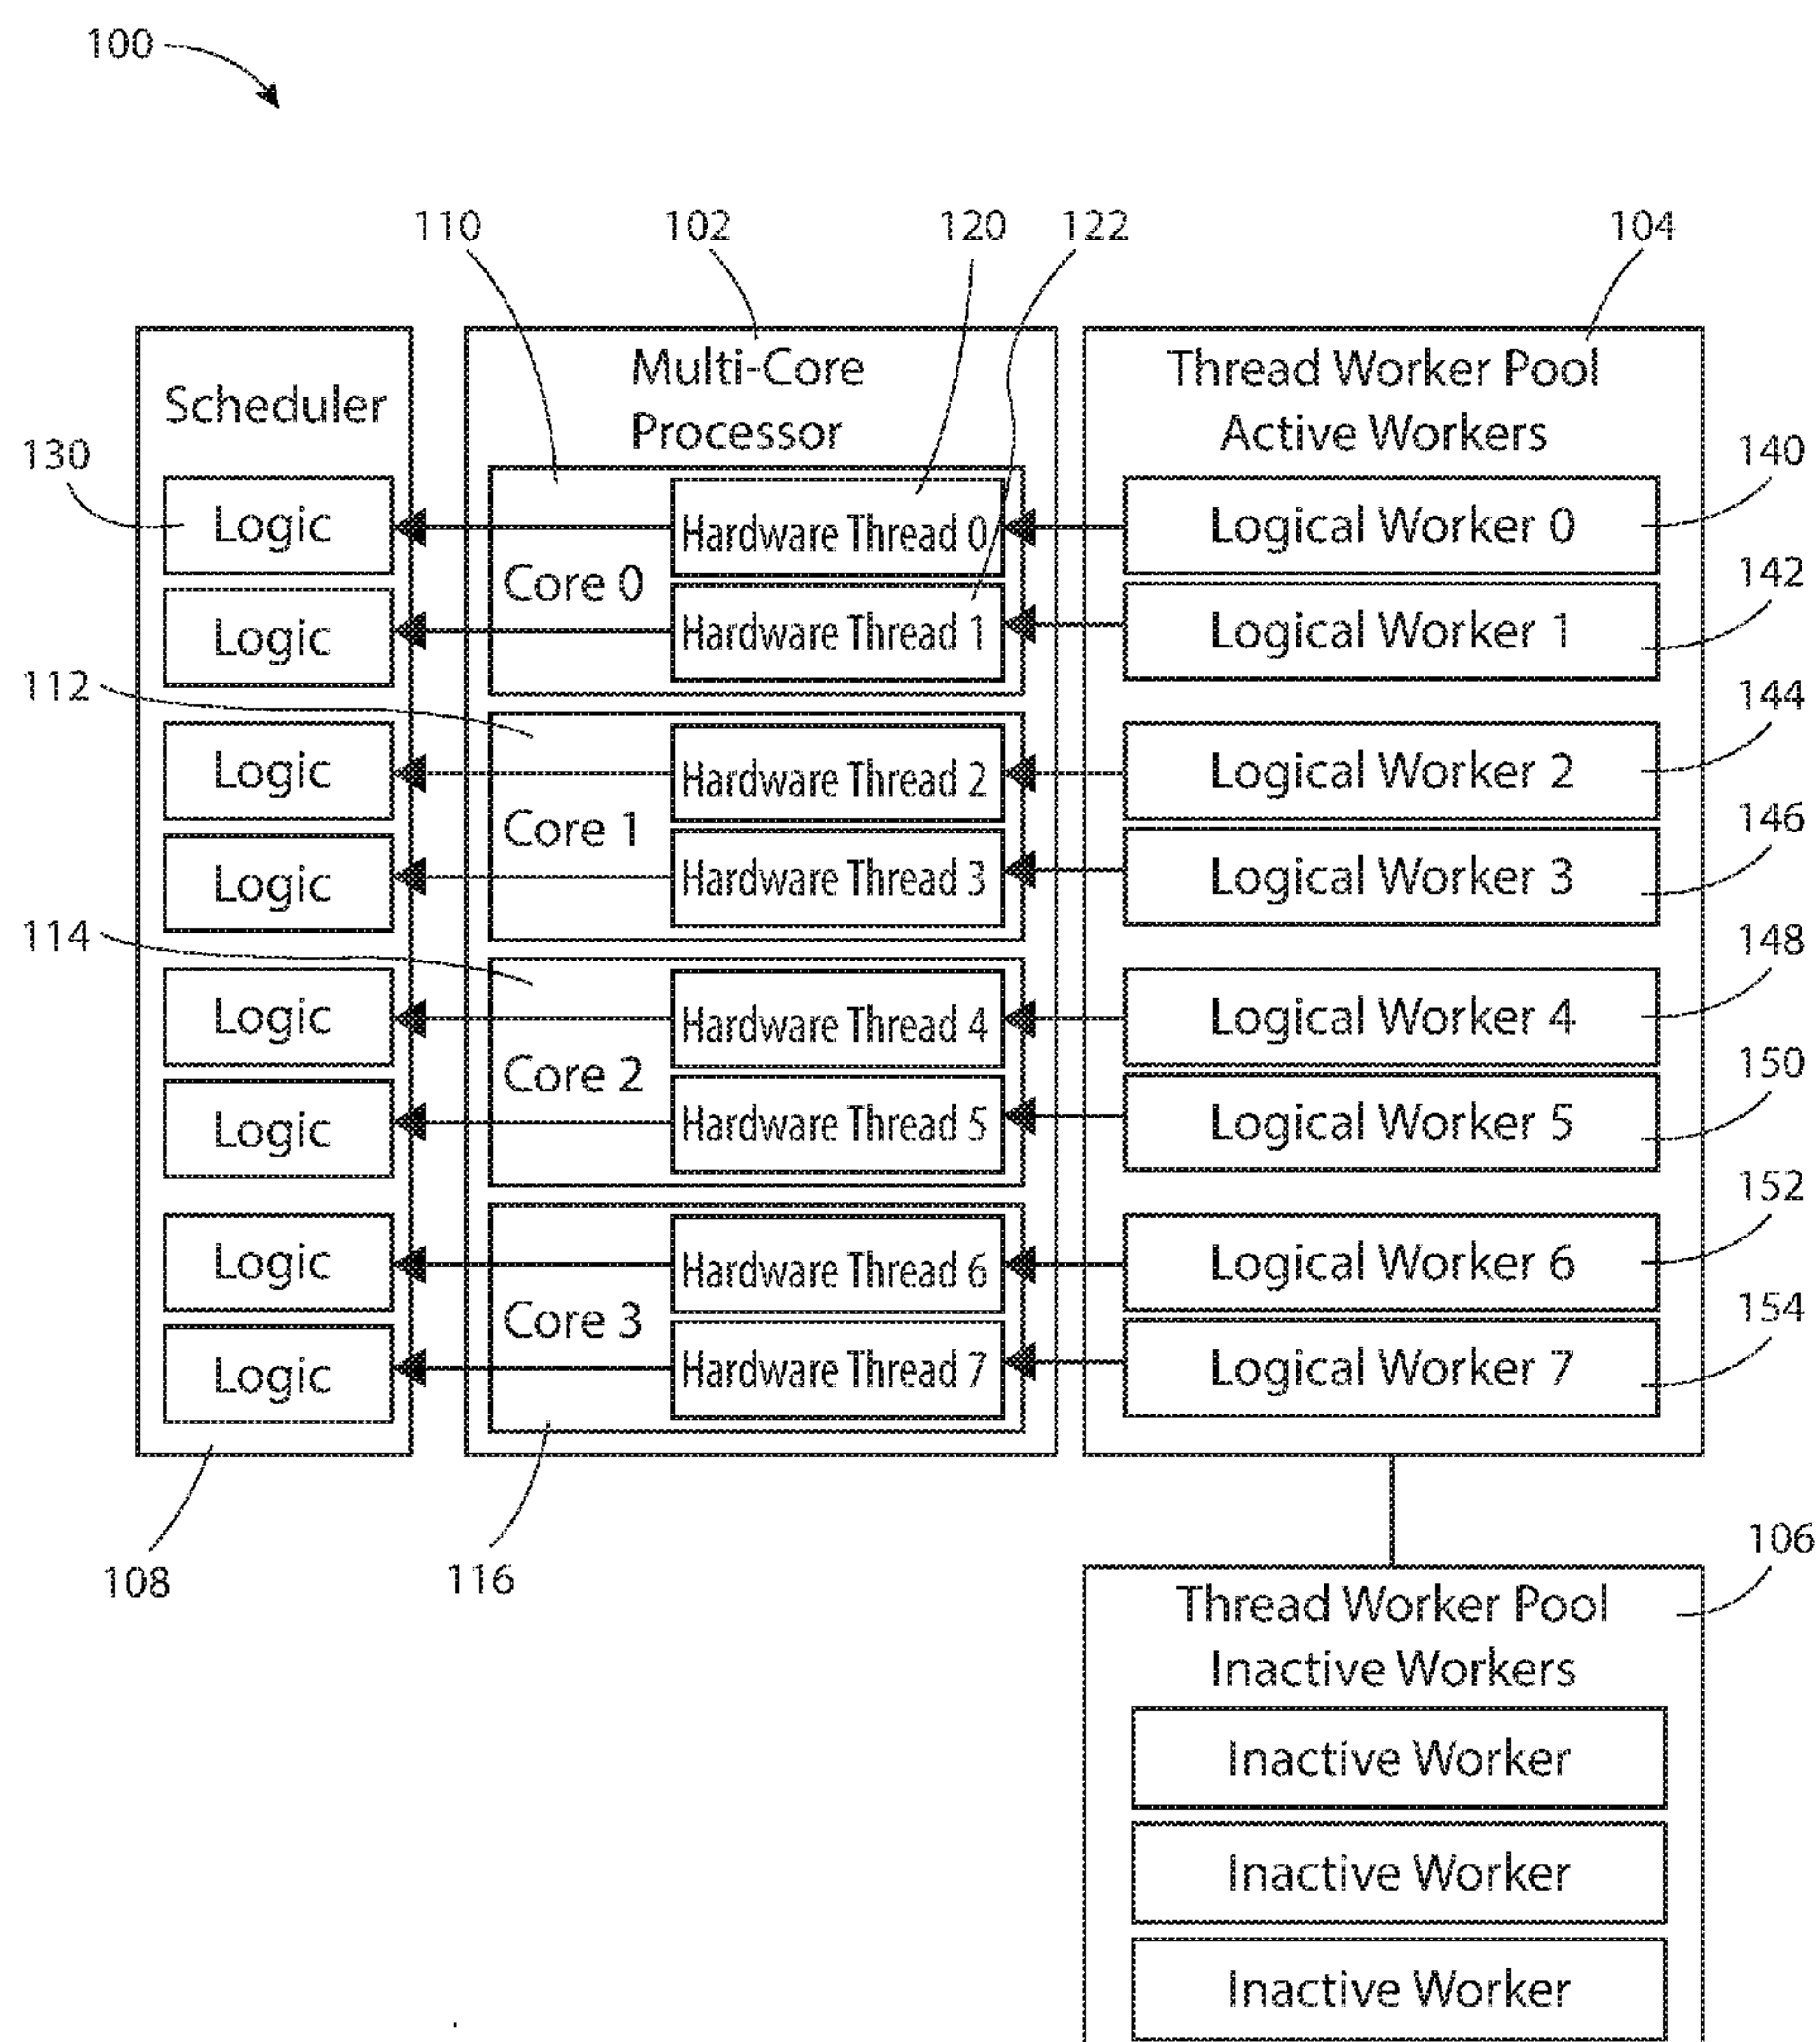 100
110
102
120
122
104
Scheduler
Multi-Core
Processor
Thread Worker Pool
Active Workers
130
140
Logic
Hardware Thread 0
Logical Worker 0
Core 0
142
Logic
Hardware Thread 1
Logical Worker 1
112
144
Logic
Hardware Thread 2
Logical Worker 2
Core 1
146
Logic
Hardware Thread 3
Logical Worker 3
114
148
Logic
Hardware Thread 4
Logical Worker 4
Core 2
150
Logic
Hardware Thread 5
Logical Worker 5
152
Logic
Hardware Thread 6
Logical Worker 6
Core 3
154
Logic
Hardware Thread 7
Logical Worker 7
108
116
106
Thread Worker Pool
Inactive Workers
Inactive Worker
Inactive Worker
Inactive Worker